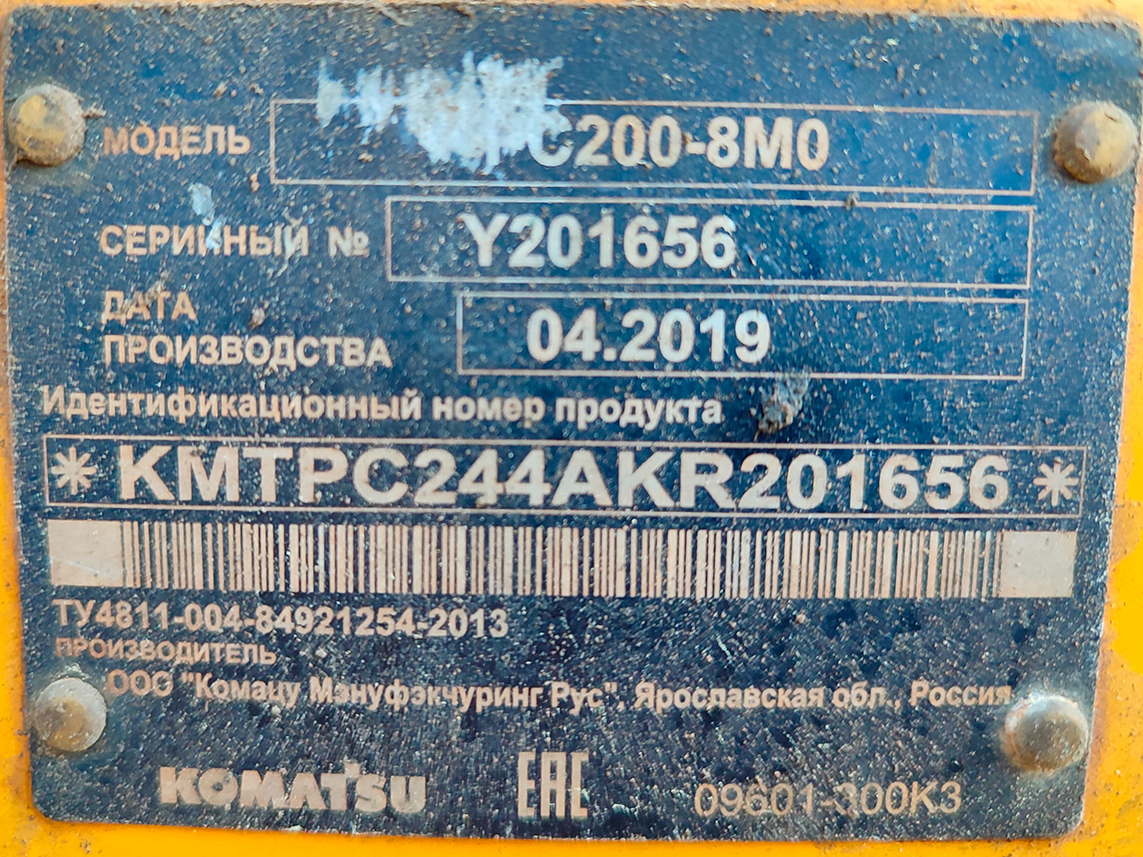 МОДЕЛЬ C200-8M0
СЕРИЙНЫЙ № Y201656
ДАТА
ПРОИЗВОДСТВА 04.2019
Идентификационный номер продукта
* KMTPC244AKR201656 *
ТУ4811-004-84921254-2013
ПРОИЗВОДИТЕЛЬ
ООО "Комацу Мэнуфэкчуринг Рус", Ярославская обл., Россия
KOMATSU EAC 09601-300K3